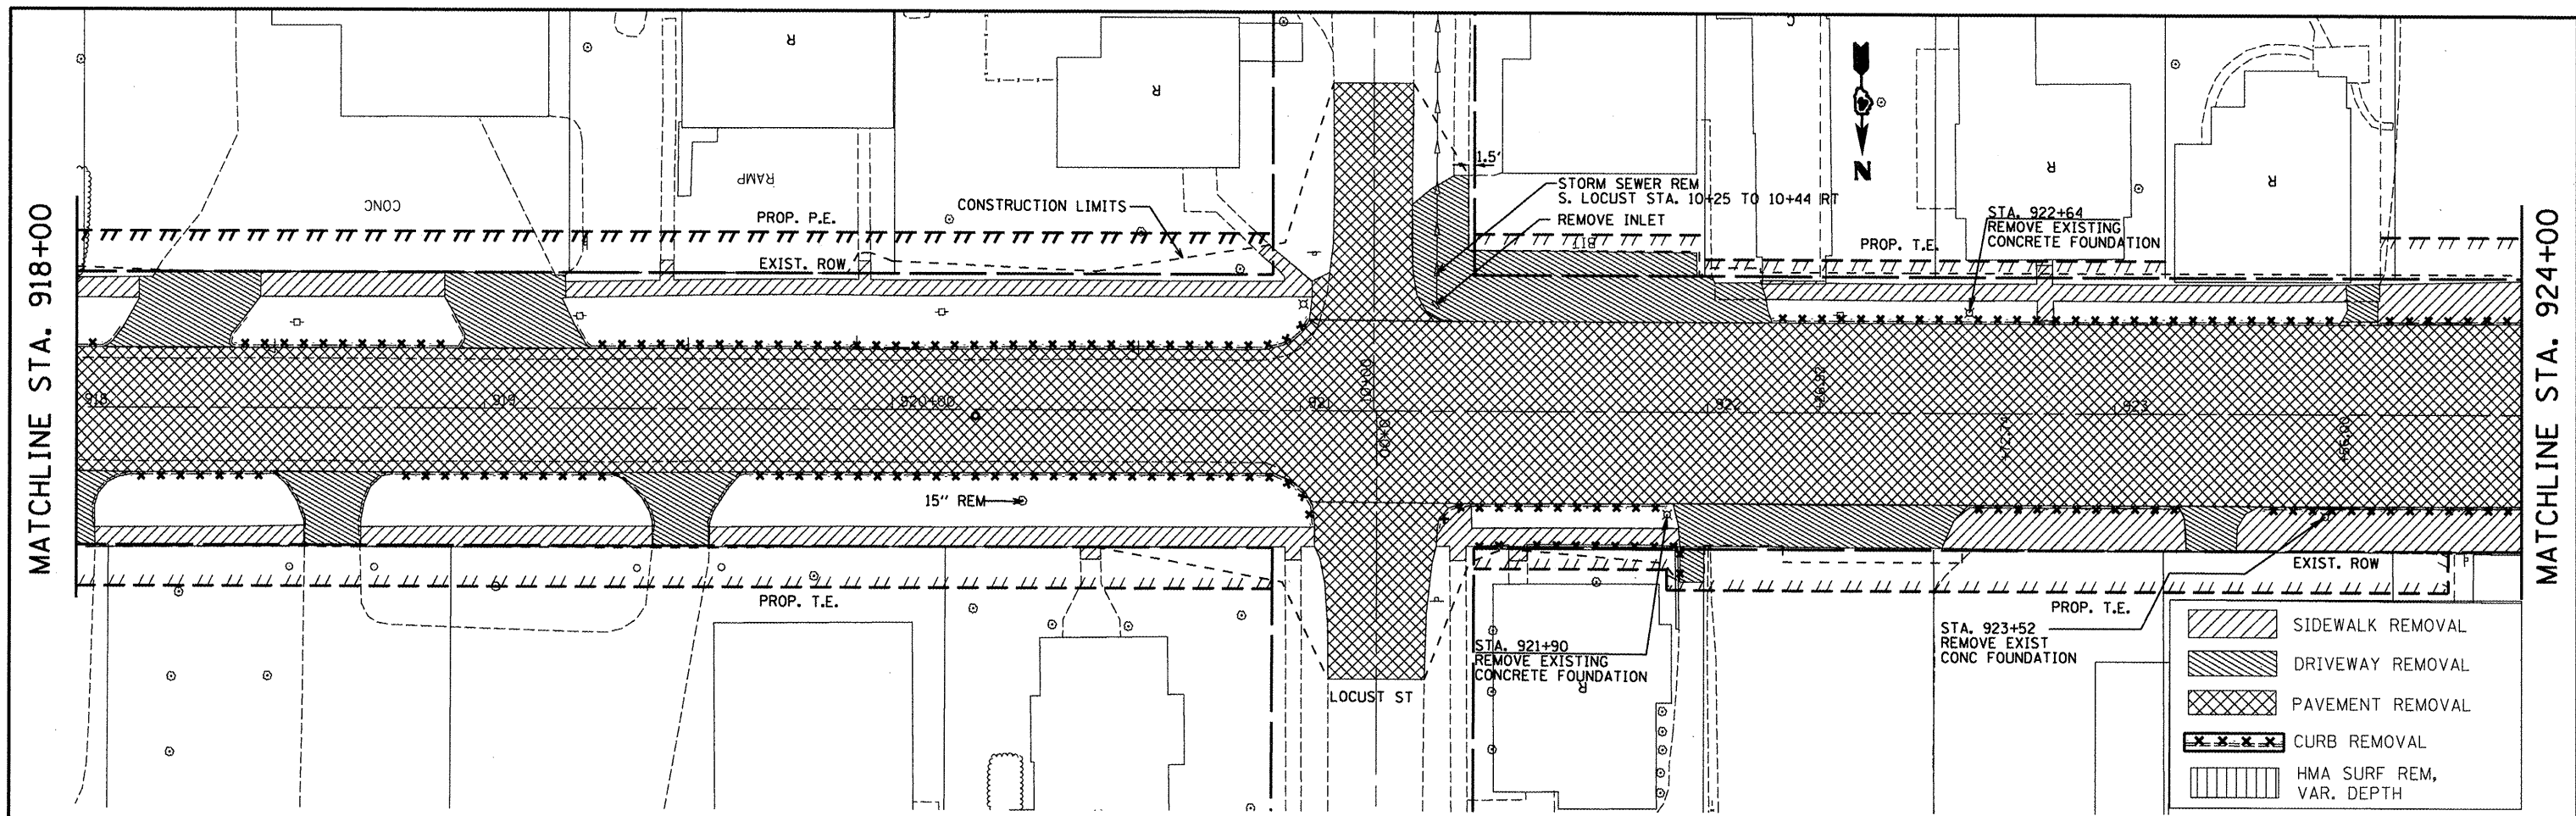 MATCHLINE STA. 918+00
R
R
C
R
R
CONC
RAMP
PROP. P.E.
CONSTRUCTION LIMITS
EXIST. ROW
1.5'
STORM SEWER REM
S. LOCUST STA. 10+25 TO 10+44 RT
REMOVE INLET
BIT
N
PROP. T.E.
STA. 922+64
REMOVE EXISTING
CONCRETE FOUNDATION
918
919
920+00
921
10+00
922
923
15" REM
PROP. T.E.
LOCUST ST
STA. 921+90
REMOVE EXISTING
CONCRETE FOUNDATION
R
STA. 923+52
REMOVE EXIST
CONC FOUNDATION
PROP. T.E.
EXIST. ROW
P
MATCHLINE STA. 924+00
SIDEWALK REMOVAL
DRIVEWAY REMOVAL
PAVEMENT REMOVAL
CURB REMOVAL
HMA SURF REM,
VAR. DEPTH